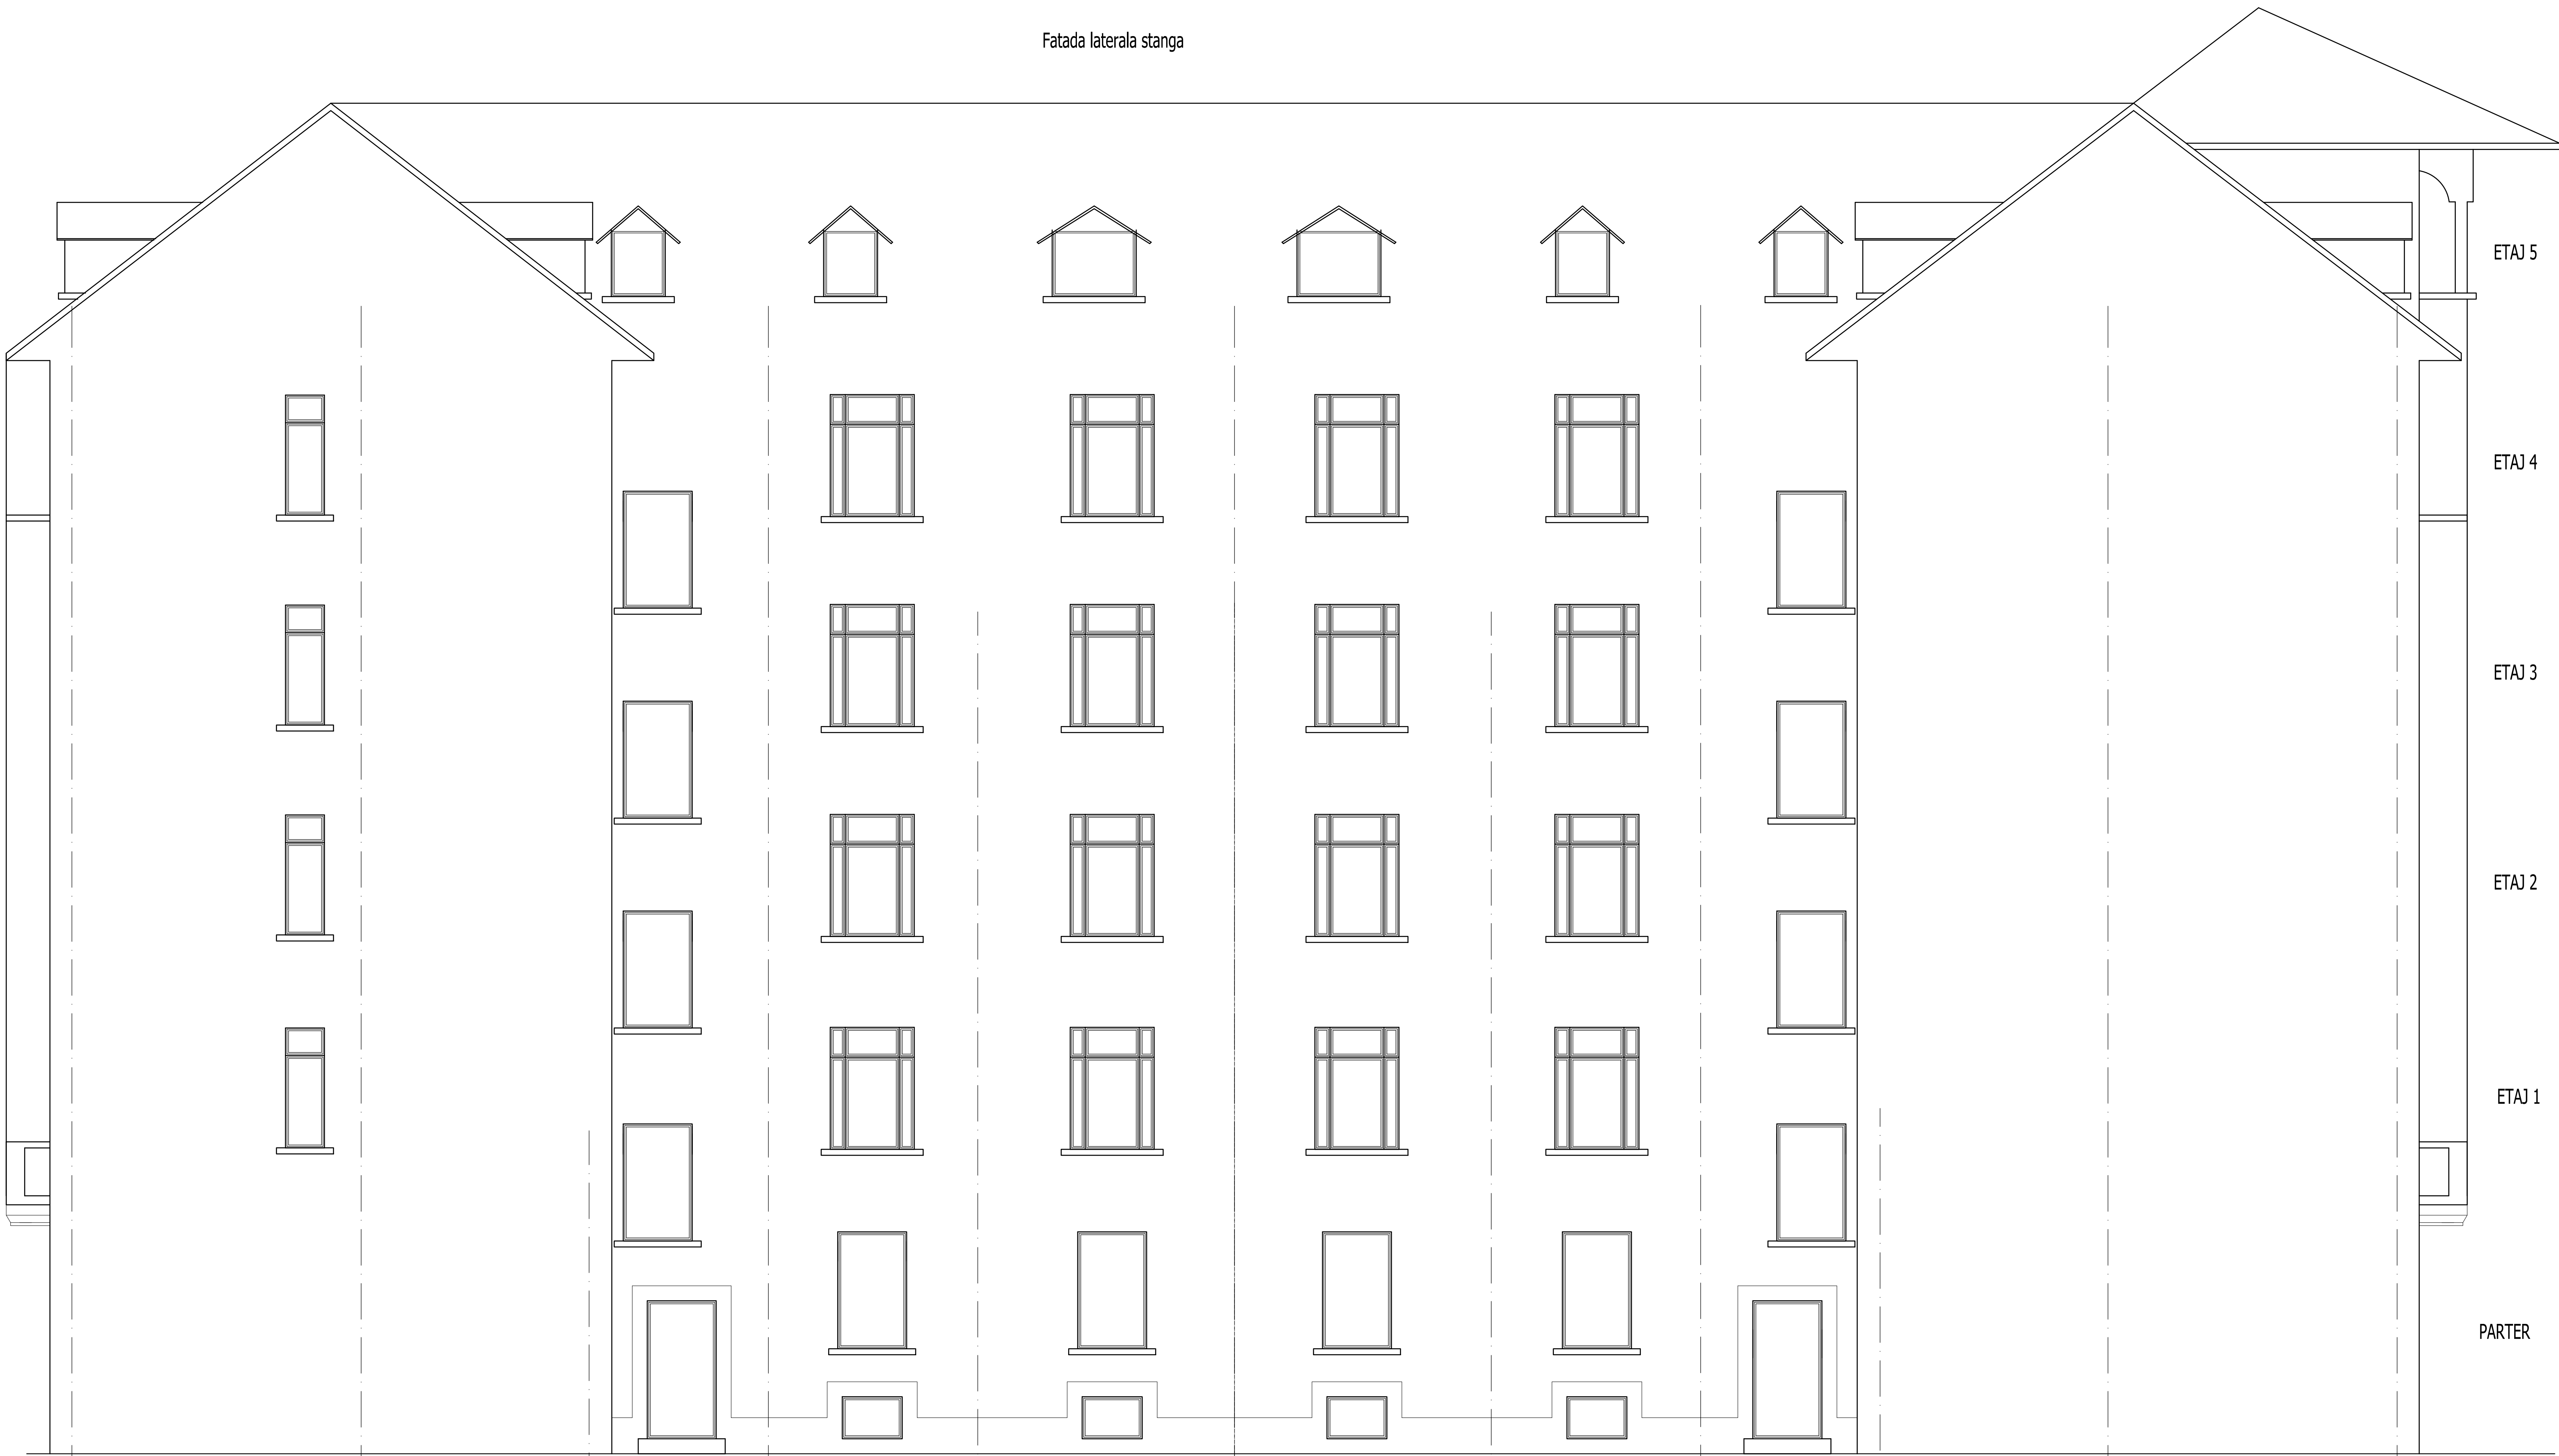 Fatada laterala stanga
ETAJ 5
ETAJ 4
ETAJ 3
ETAJ 2
ETAJ 1
PARTER